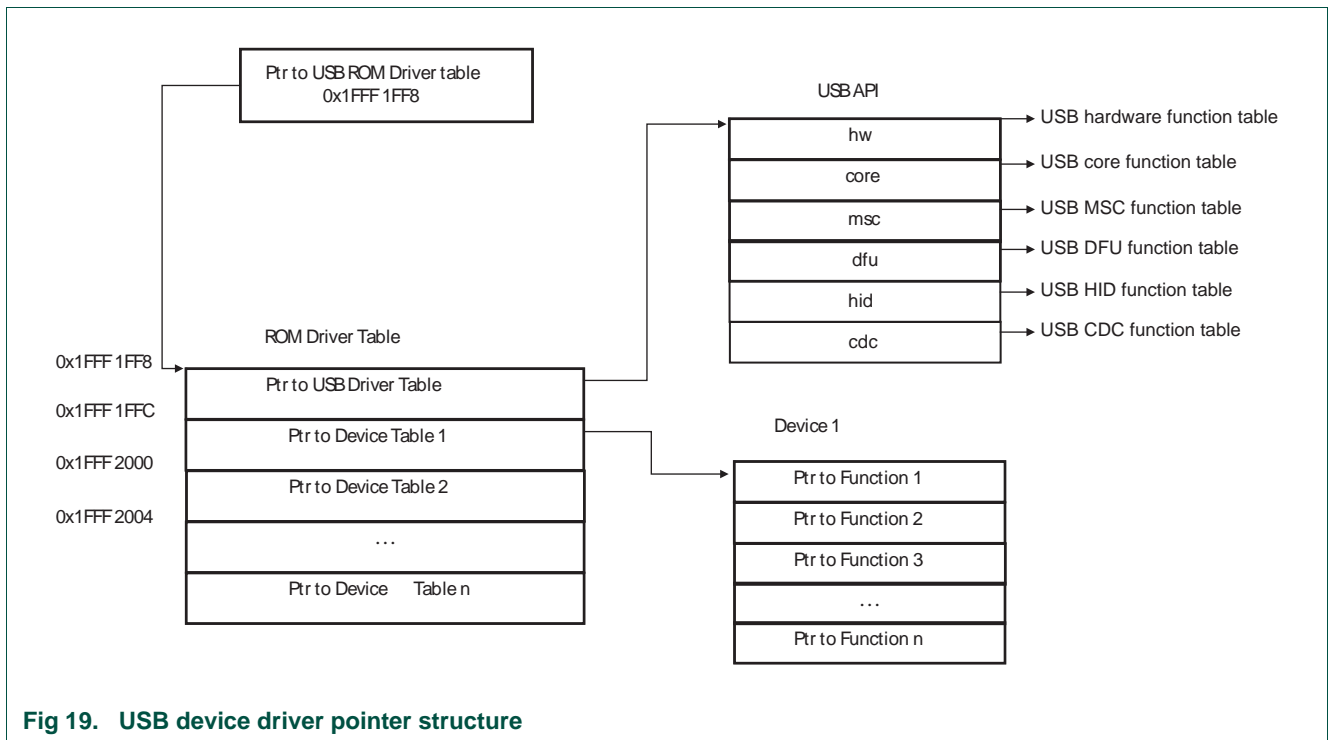 Ptr to USB ROM Driver table
0x1FFF 1FF8
USB API
hw
USB hardware function table
core
USB core function table
msc
USB MSC function table
dfu
USB DFU function table
hid
USB HID function table
cdc
USB CDC function table
ROM Driver Table
0x1FFF 1FF8
Ptr to USB Driver Table
0x1FFF 1FFC
Ptr to Device Table 1
0x1FFF 2000
Ptr to Device Table 2
0x1FFF 2004
...
Ptr to Device Table n
Device 1
Ptr to Function 1
Ptr to Function 2
Ptr to Function 3
...
Ptr to Function n
Fig 19. USB device driver pointer structure